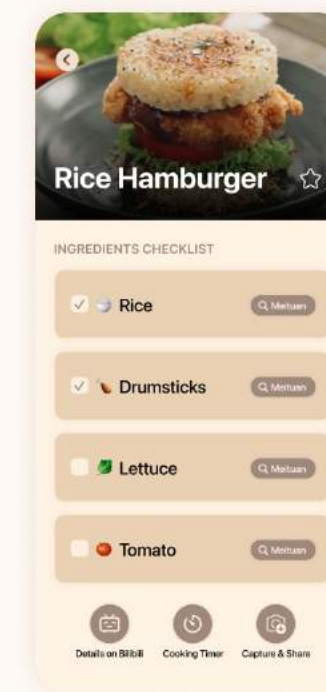 Rice Hamburger
INGREDIENTS CHECKLIST
Rice
Meituan
Drumsticks
Meituan
Lettuce
Meituan
Tomato
Meituan
Details on Bilibili
Cooking Timer
Capture & Share